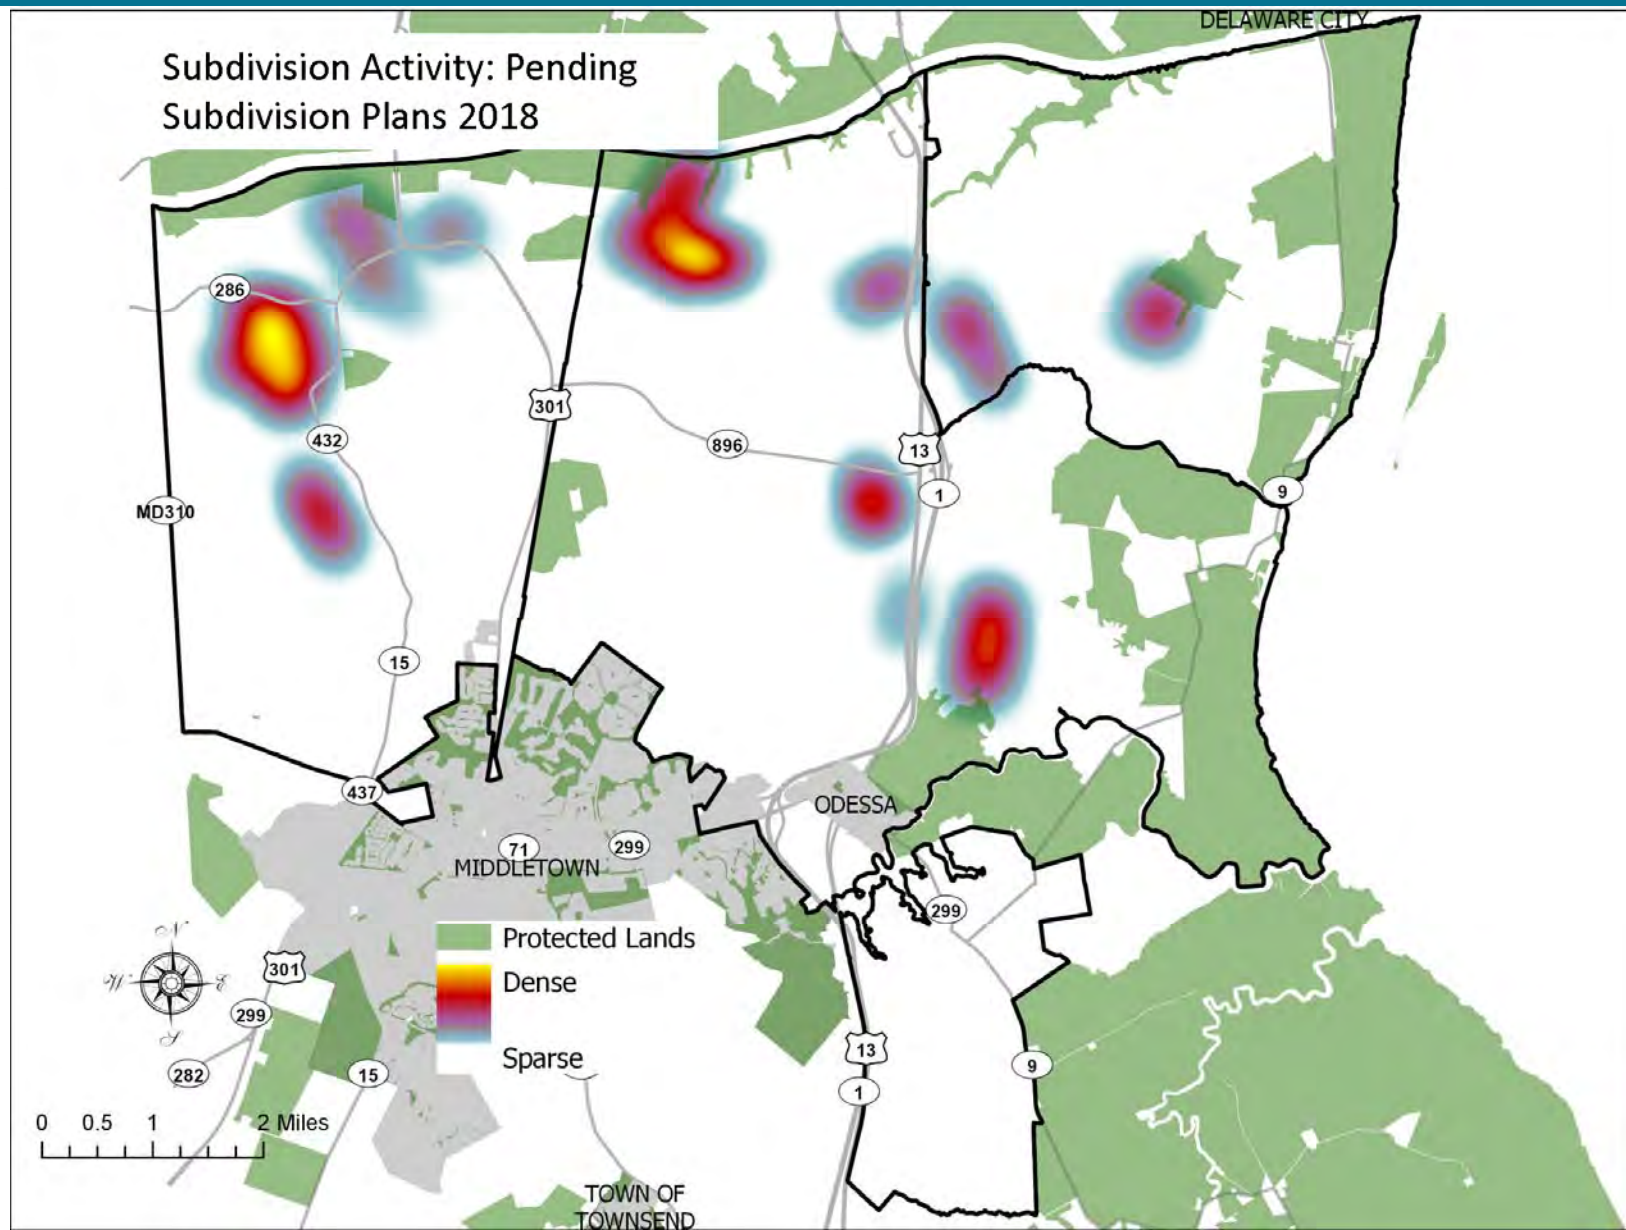 DELAWARE CITY
Subdivision Activity: Pending
Subdivision Plans 2018
286
301
432
896
13
1
9
MD310
15
437
ODESSA
71
299
MIDDLETOWN
299
Protected Lands
Dense
Sparse
N
W
E
S
301
299
282
15
13
1
9
0 0.5 1 2 Miles
TOWN OF
TOWNSEND